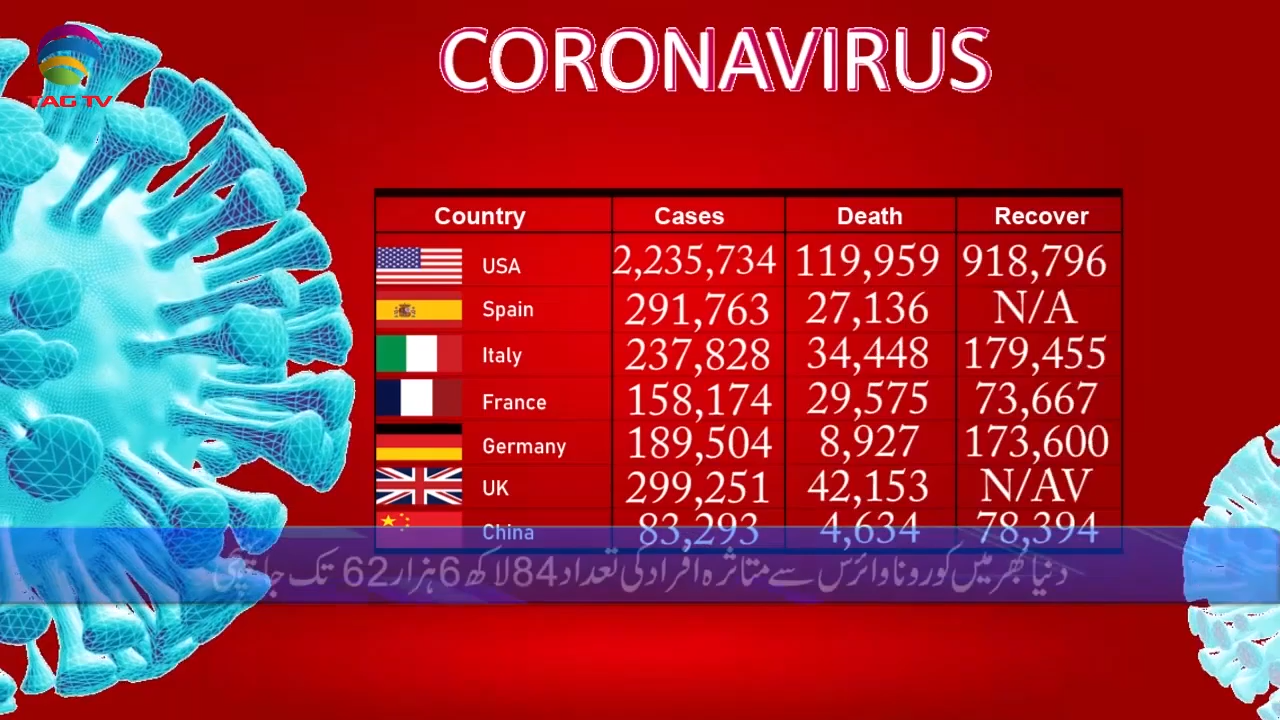 TAG TV
CORONAVIRUS
Country Cases Death Recover
USA 2,235,734 119,959 918,796
Spain 291,763 27,136 N/A
Italy 237,828 34,448 179,455
France 158,174 29,575 73,667
Germany 189,504 8,927 173,600
UK 299,251 42,153 N/AV
China 83,293 4,634 78,394
دنیا بھر میں کورونا وائرس سے متاثرہ افراد کی تعداد 84 لاکھ 6 ہزار 62 تک جا پہنچی